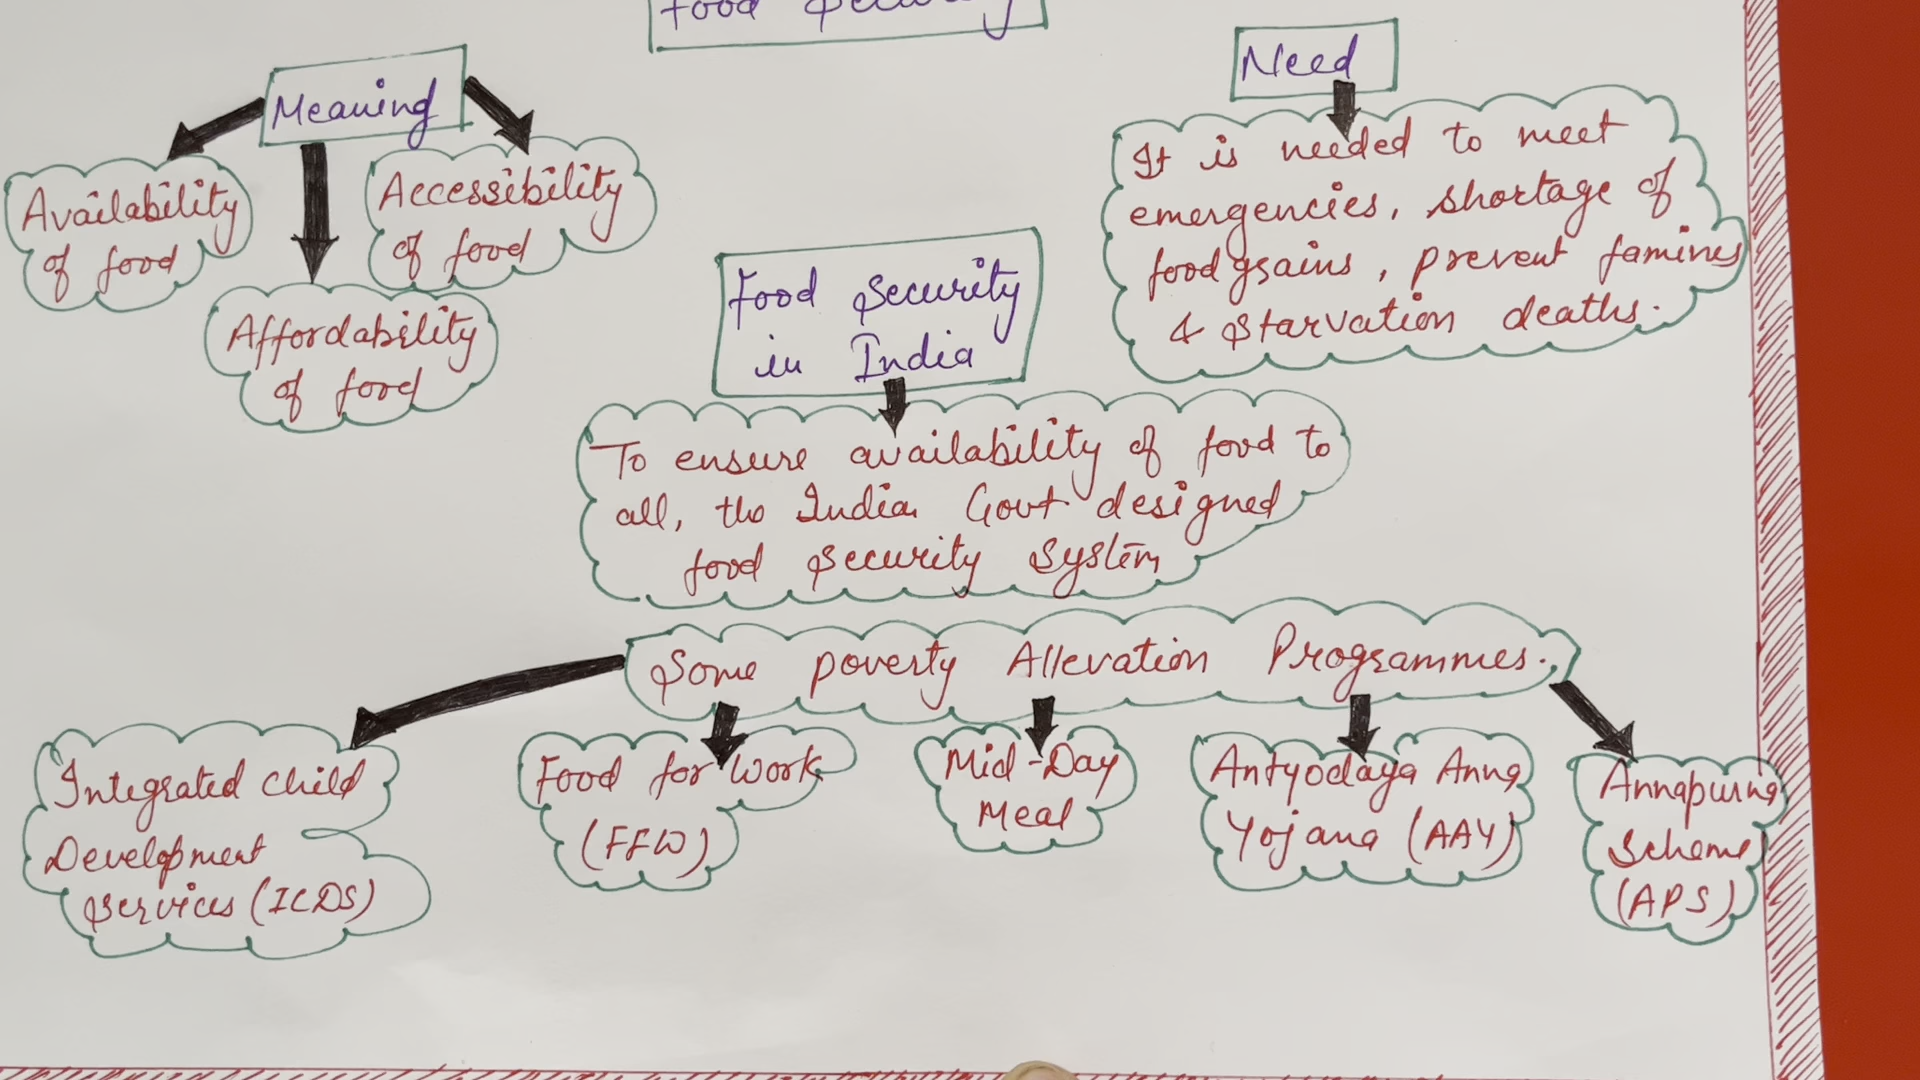 Food Security
Meaning
Need
Availability
of food
Accessibility
of food
Affordability
of food
It is needed to meet
emergencies, shortage of
food grains, prevent famines
& starvation deaths.
Food Security
in India
To ensure availability of food to
all, the India Govt designed
food security system
Some poverty Allevation Programmes.
Integrated child
Development
Services (ICDS)
Food for Work
(FFW)
Mid-Day
Meal
Antyodaya Anna
Yojana (AAY)
Annapurna
Scheme
(APS)